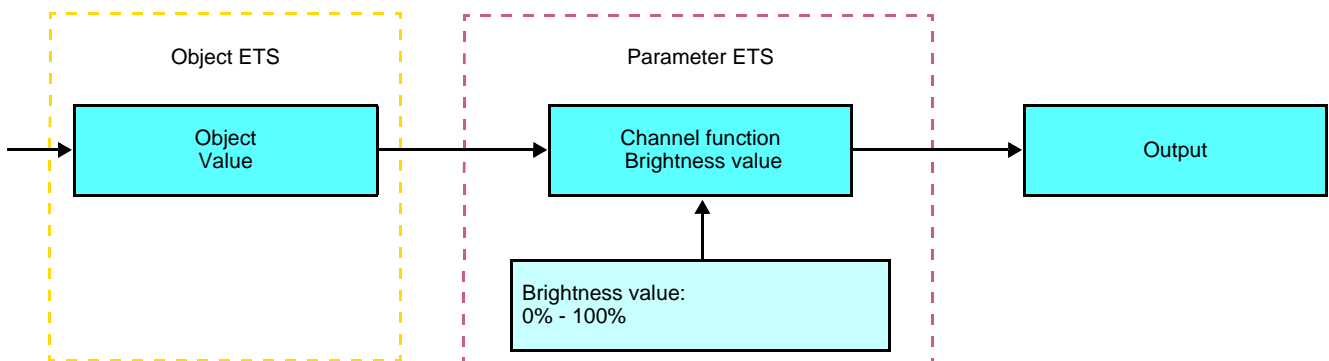 Object ETS
Parameter ETS
Object
Value
Channel function
Brightness value
Output
Brightness value:
0% - 100%